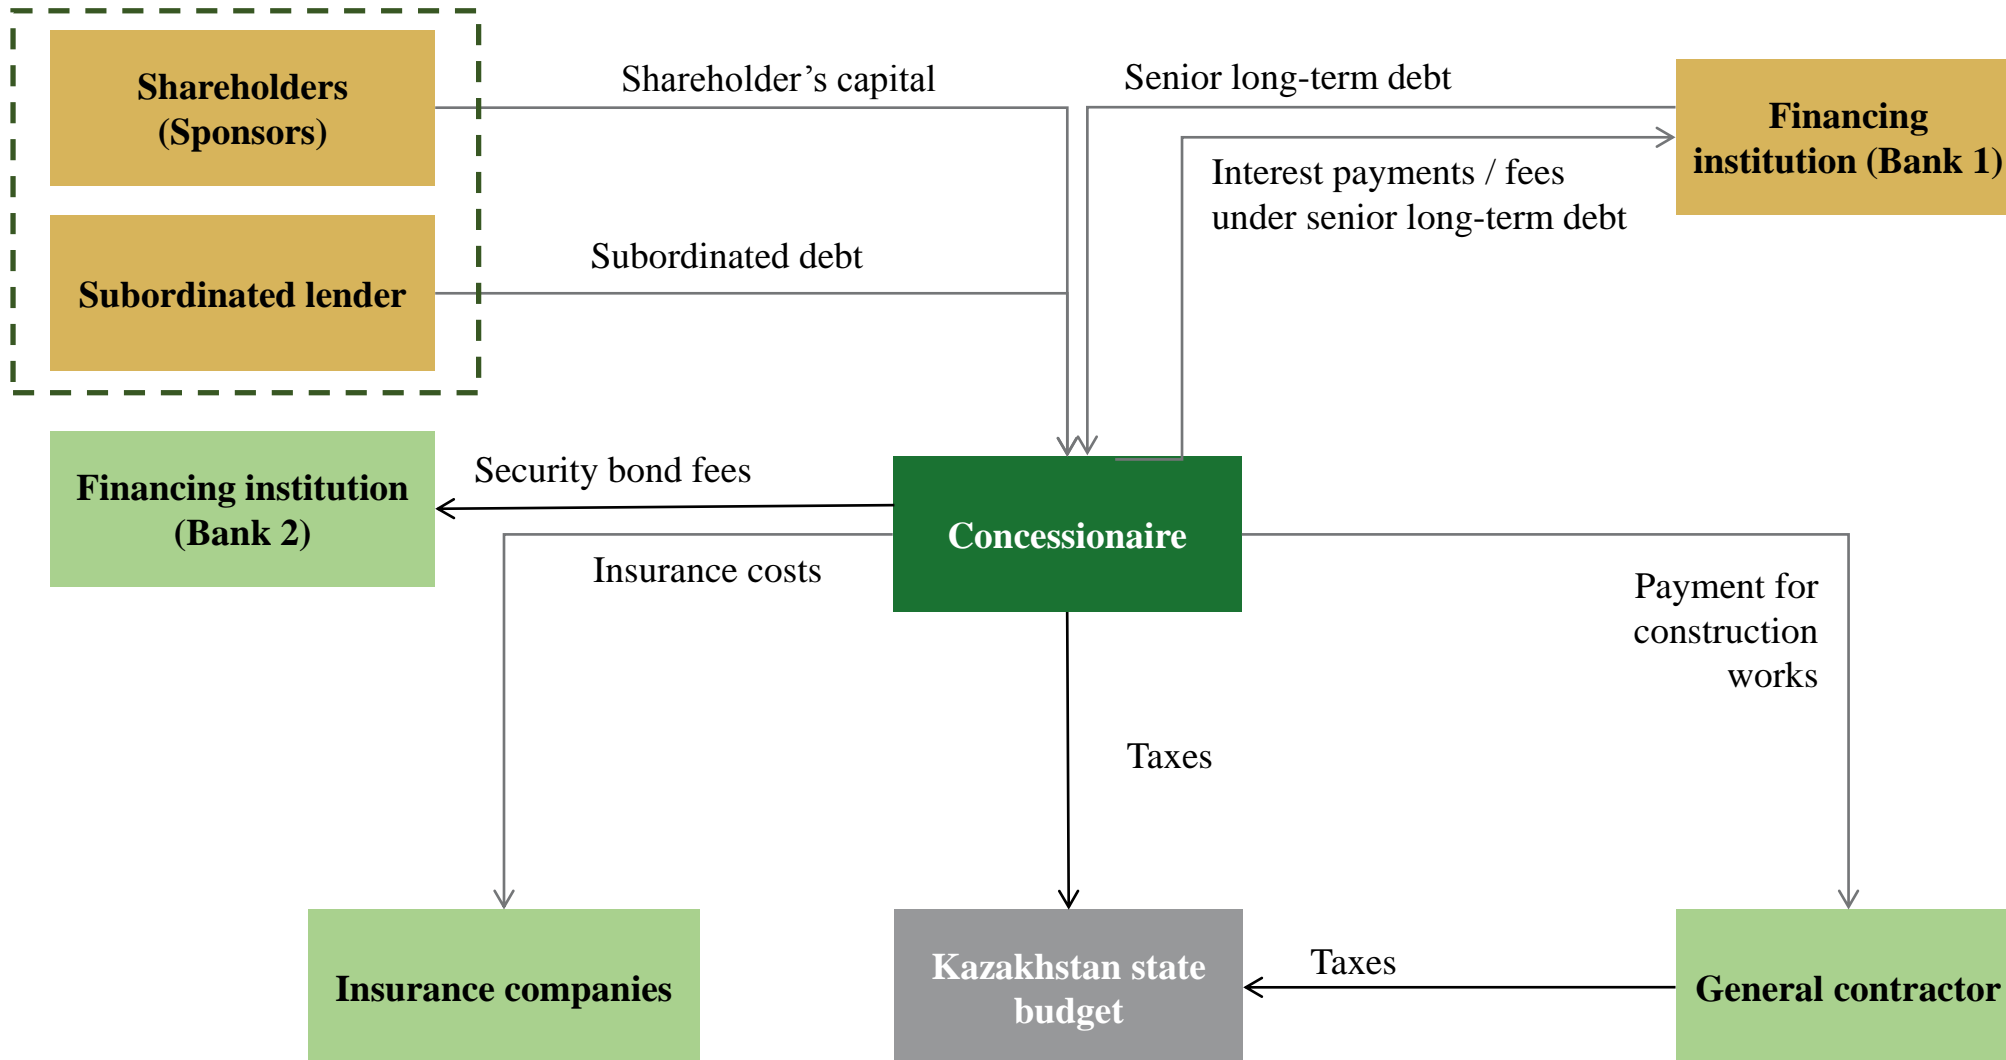 Shareholders
(Sponsors)
Shareholder’s capital
Senior long-term debt
Financing
institution (Bank 1)
Interest payments / fees
under senior long-term debt
Subordinated lender
Subordinated debt
Financing institution
(Bank 2)
Security bond fees
Concessionaire
Insurance costs
Payment for
construction
works
Taxes
Insurance companies
Kazakhstan state
budget
Taxes
General contractor